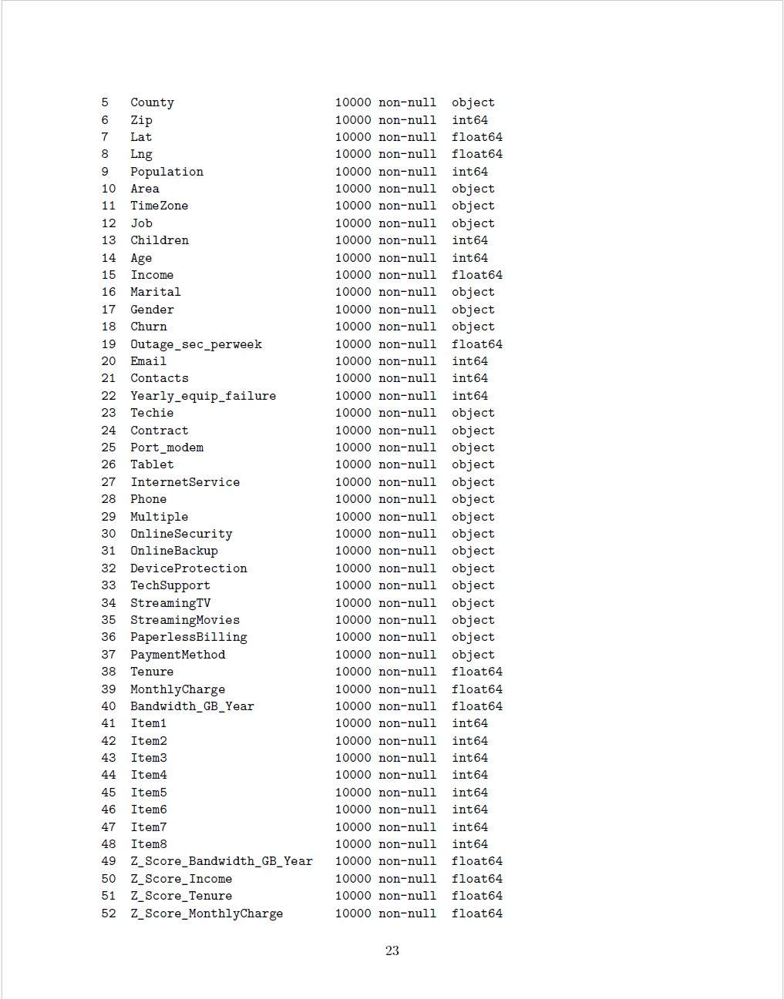 5 County 10000 non-null object
6 Zip 10000 non-null int64
7 Lat 10000 non-null float64
8 Lng 10000 non-null float64
9 Population 10000 non-null int64
10 Area 10000 non-null object
11 TimeZone 10000 non-null object
12 Job 10000 non-null object
13 Children 10000 non-null int64
14 Age 10000 non-null int64
15 Income 10000 non-null float64
16 Marital 10000 non-null object
17 Gender 10000 non-null object
18 Churn 10000 non-null object
19 Outage_sec_perweek 10000 non-null float64
20 Email 10000 non-null int64
21 Contacts 10000 non-null int64
22 Yearly_equip_failure 10000 non-null int64
23 Techie 10000 non-null object
24 Contract 10000 non-null object
25 Port_modem 10000 non-null object
26 Tablet 10000 non-null object
27 InternetService 10000 non-null object
28 Phone 10000 non-null object
29 Multiple 10000 non-null object
30 OnlineSecurity 10000 non-null object
31 OnlineBackup 10000 non-null object
32 DeviceProtection 10000 non-null object
33 TechSupport 10000 non-null object
34 StreamingTV 10000 non-null object
35 StreamingMovies 10000 non-null object
36 PaperlessBilling 10000 non-null object
37 PaymentMethod 10000 non-null object
38 Tenure 10000 non-null float64
39 MonthlyCharge 10000 non-null float64
40 Bandwidth_GB_Year 10000 non-null float64
41 Item1 10000 non-null int64
42 Item2 10000 non-null int64
43 Item3 10000 non-null int64
44 Item4 10000 non-null int64
45 Item5 10000 non-null int64
46 Item6 10000 non-null int64
47 Item7 10000 non-null int64
48 Item8 10000 non-null int64
49 Z_Score_Bandwidth_GB_Year 10000 non-null float64
50 Z_Score_Income 10000 non-null float64
51 Z_Score_Tenure 10000 non-null float64
52 Z_Score_MonthlyCharge 10000 non-null float64
23